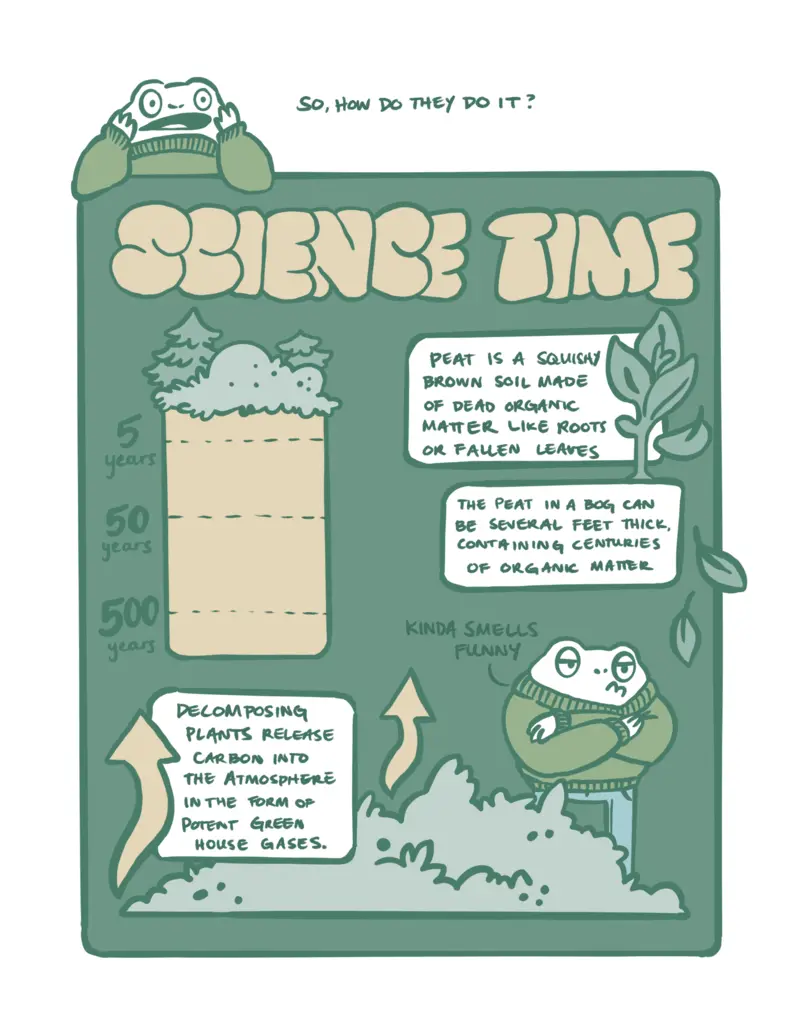 SO, HOW DO THEY DO IT?
SCIENCE TIME
5
years
50
years
500
years
PEAT IS A SQUISHY
BROWN SOIL MADE
OF DEAD ORGANIC
MATTER LIKE ROOTS
OR FALLEN LEAVES
THE PEAT IN A BOG CAN
BE SEVERAL FEET THICK,
CONTAINING CENTURIES
OF ORGANIC MATTER
KINDA SMELLS
FUNNY
DECOMPOSING
PLANTS RELEASE
CARBON INTO
THE ATMOSPHERE
IN THE FORM OF
POTENT GREEN
HOUSE GASES.